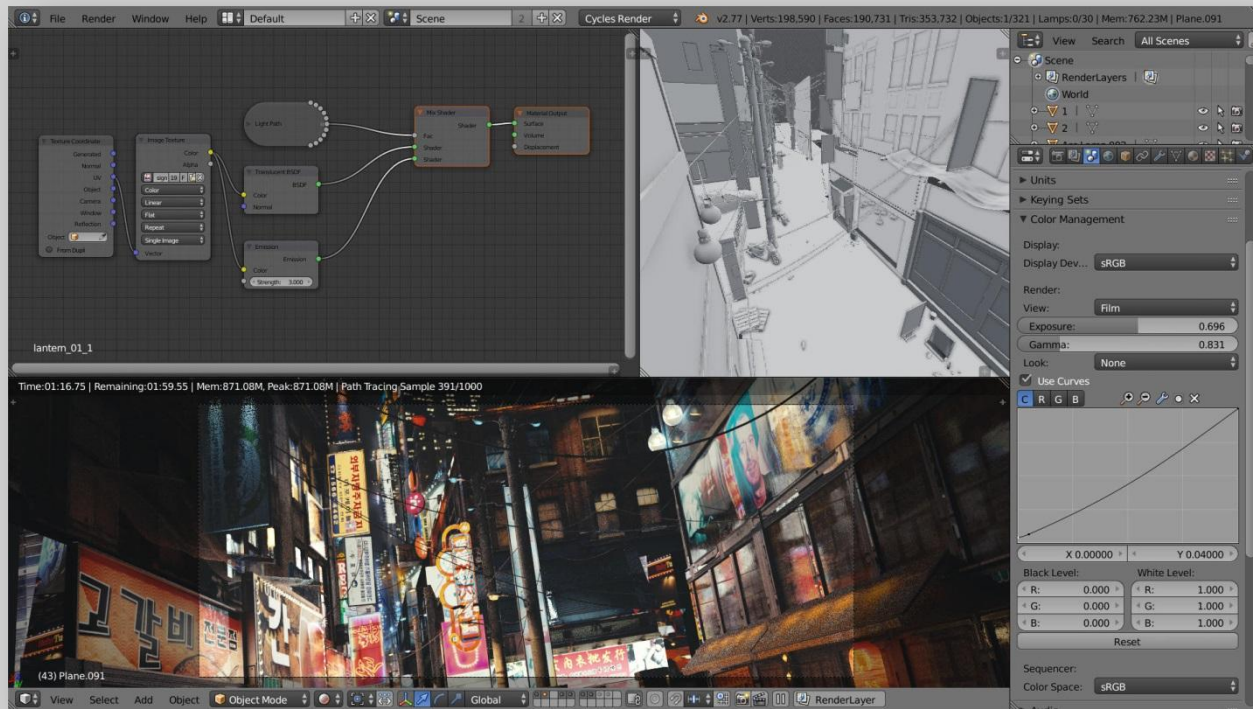 File Render Window Help Default Scene 2 Cycles Render v2.77 | Verts:198,590 | Faces:190,731 | Tris:353,732 | Objects:1/321 | Lamps:0/30 | Mem:762.23M | Plane.091
View Search All Scenes
Scene
RenderLayers |
World
1 |
2 |
Texture Coordinate
Generated
Normal
UV
Object
Camera
Window
Reflection
Object:
From Dupli
Image Texture
Color
Alpha
sign 19 F
Color
Linear
Flat
Repeat
Single Image
Vector
Light Path
Translucent BSDF
BSDF
Color
Normal
Emission
Emission
Color
Strength: 3.000
Mix Shader
Shader
Fac
Shader
Shader
Material Output
Surface
Volume
Displacement
lantern_01_1
Units
Keying Sets
Color Management
Display:
Display Dev... sRGB
Render:
View: Film
Exposure: 0.696
Gamma: 0.831
Look: None
Use Curves
C R G B
X 0.00000 Y 0.04000
Black Level: White Level:
R: 0.000 R: 1.000
G: 0.000 G: 1.000
B: 0.000 B: 1.000
Reset
Sequencer:
Color Space: sRGB
Time:01:16.75 | Remaining:01:59.55 | Mem:871.08M, Peak:871.08M | Path Tracing Sample 391/1000
고갈비
전문점
(43) Plane.091
View Select Add Object Object Mode Global RenderLayer